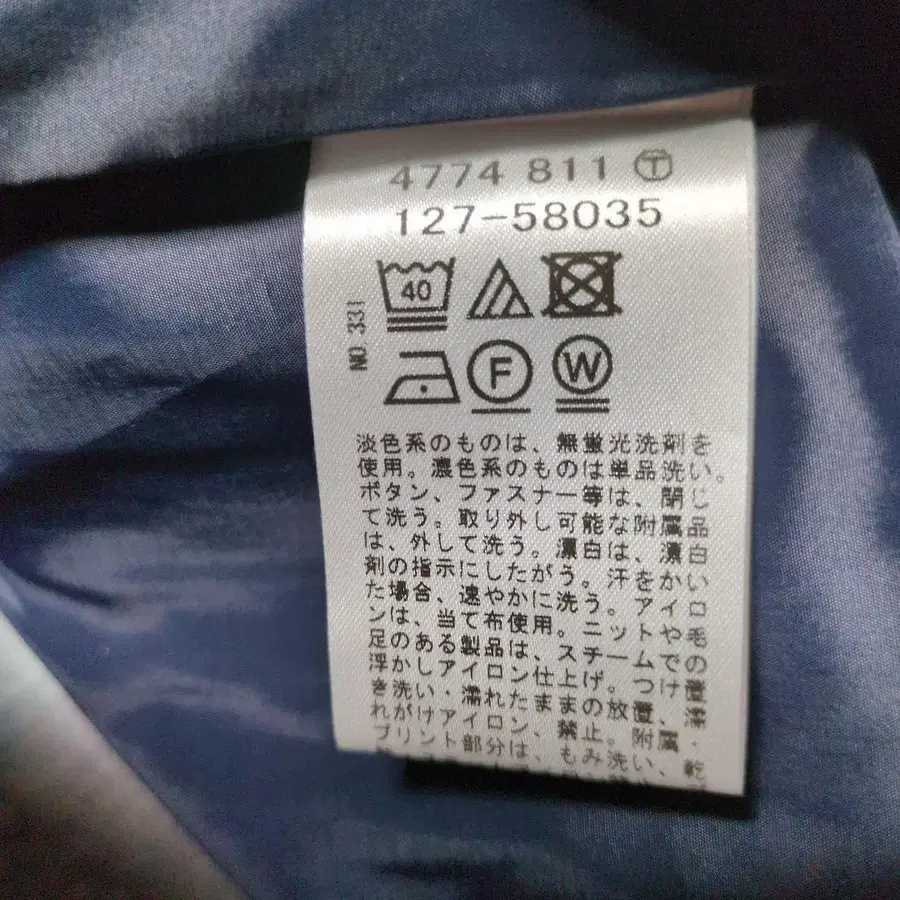 4774 811 Ⓣ
127-58035
40
NO.331
F W
淡色系のものは、無蛍光洗剤を
使用。濃色系のものは単品洗い。
ボタン、ファスナー等は、閉じ
て洗う。取り外し可能な附属品
は、外して洗う。漂白は、漂白
剤の指示にしたがう。汗をかい
た場合、速やかに洗う。アイロ
ンは、当て布使用。ニットや毛
足のある製品は、スチームでの
浮かしアイロン仕上げ。つけ置
き洗い・濡れたままの放置、濡
れがけアイロン、禁止。附属・
プリント部分は、もみ洗い、乾